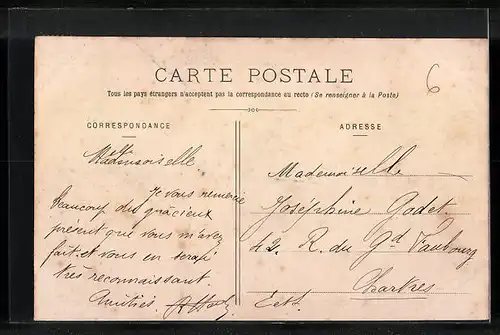 CARTE POSTALE
Tous les pays étrangers n'acceptent pas la correspondance au recto (Se renseigner à la Poste)
6
CORRESPONDANCE
Mademoiselle
Je vous remercie
beaucoup du gracieux
présent que vous m'avez
fait et vous en serai
très reconnaissant.
Amitiés
ADRESSE
Mademoiselle
Joséphine Godet
42. R. du Gd Faubourg
Chartres